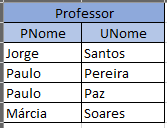 Professor
PNome UNome
Jorge Santos
Paulo Pereira
Paulo Paz
Márcia Soares